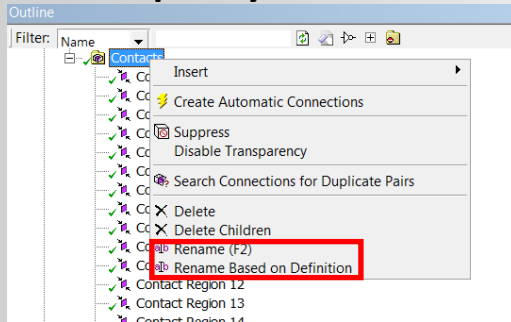 Outline
Filter: Name
Contacts
Insert
Create Automatic Connections
Suppress
Disable Transparency
Search Connections for Duplicate Pairs
Delete
Delete Children
Rename (F2)
Rename Based on Definition
Contact Region 12
Contact Region 13
Contact Region 14